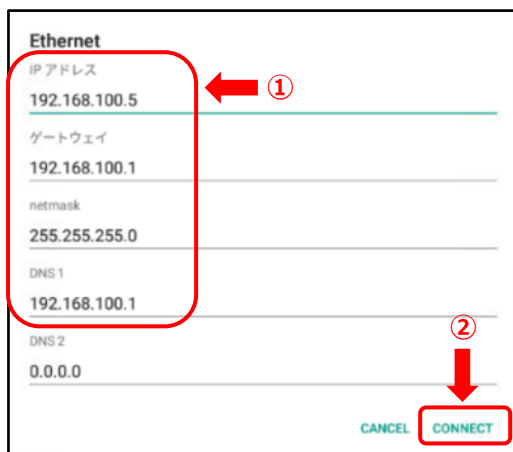 Ethernet
IP アドレス
192.168.100.5
①
ゲートウェイ
192.168.100.1
netmask
255.255.255.0
DNS 1
192.168.100.1
DNS 2
0.0.0.0
②
CANCEL CONNECT